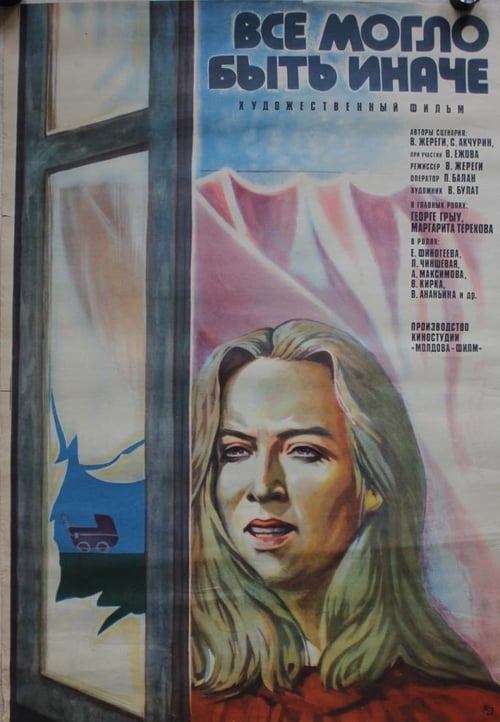 ВСЕ МОГЛО
БЫТЬ ИНАЧЕ
ХУДОЖЕСТВЕННЫЙ ФИЛЬМ
АВТОРЫ СЦЕНАРИЯ:
В. ЖЕРЕГИ, С. АКЧУРИН,
ПРИ УЧАСТИИ В. ЕЖОВА
РЕЖИССЕР В. ЖЕРЕГИ
ОПЕРАТОР П. БАЛАН
ХУДОЖНИК В. БУЛАТ
В ГЛАВНЫХ РОЛЯХ:
ГЕОРГЕ ГРЫУ,
МАРГАРИТА ТЕРЕХОВА
В РОЛЯХ:
Е. ФИНОГЕЕВА,
Л. ЧИНШЕВАЯ,
А. МАКСИМОВА,
В. КИРКА,
В. АНАНЬИНА И ДР.
ПРОИЗВОДСТВО
КИНОСТУДИИ
«МОЛДОВА-ФИЛМ»